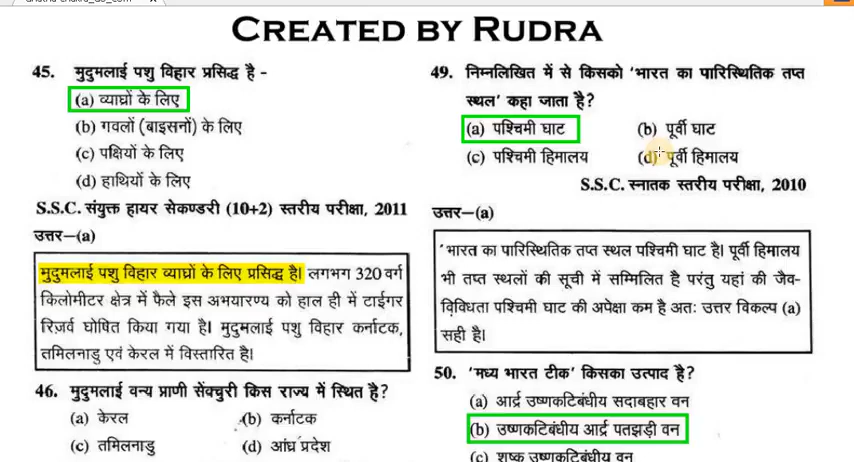 CREATED BY RUDRA
45. मुदुमलाई पशु विहार प्रसिद्ध है -
(a) व्याघ्रों के लिए
(b) गवलों (बाइसनों) के लिए
(c) पक्षियों के लिए
(d) हाथियों के लिए
S.S.C. संयुक्त हायर सेकण्डरी (10+2) स्तरीय परीक्षा, 2011
उत्तर—(a)
मुदुमलाई पशु विहार व्याघ्रों के लिए प्रसिद्ध है। लगभग 320 वर्ग
किलोमीटर क्षेत्र में फैले इस अभयारण्य को हाल ही में टाईगर
रिज़र्व घोषित किया गया है। मुदुमलाई पशु विहार कर्नाटक,
तमिलनाडु एवं केरल में विस्तारित है।
46. मुदुमलाई वन्य प्राणी सेंक्चुरी किस राज्य में स्थित है?
(a) केरल (b) कर्नाटक
(c) तमिलनाडु (d) आंध्र प्रदेश
49. निम्नलिखित में से किसको 'भारत का पारिस्थितिक तप्त
स्थल' कहा जाता है?
(a) पश्चिमी घाट (b) पूर्वी घाट
(c) पश्चिमी हिमालय (d) पूर्वी हिमालय
S.S.C. स्नातक स्तरीय परीक्षा, 2010
उत्तर—(a)
'भारत का पारिस्थितिक तप्त स्थल पश्चिमी घाट है। पूर्वी हिमालय
भी तप्त स्थलों की सूची में सम्मिलित है परंतु यहां की जैव-
विविधता पश्चिमी घाट की अपेक्षा कम है अतः उत्तर विकल्प (a)
सही है।
50. 'मध्य भारत टीक' किसका उत्पाद है?
(a) आर्द्र उष्णकटिबंधीय सदाबहार वन
(b) उष्णकटिबंधीय आर्द्र पतझड़ी वन
(c) शुष्क उष्णकटिबंधीय वन